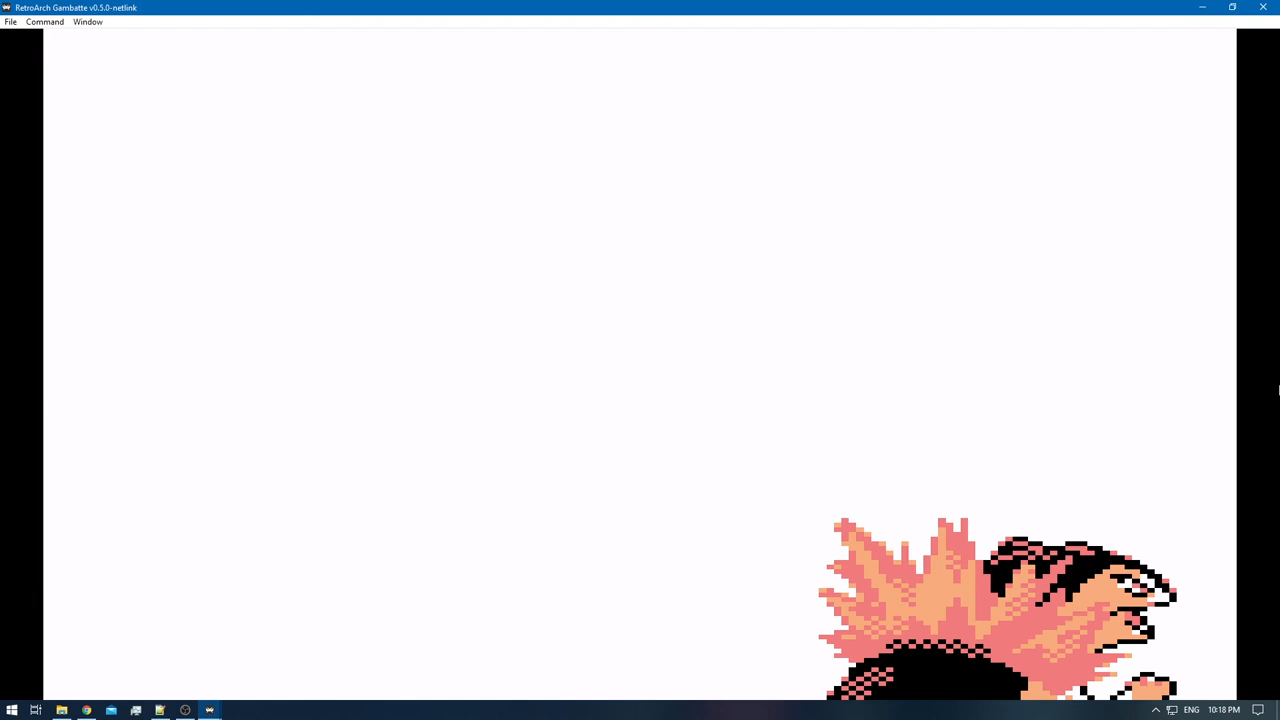 RetroArch Gambatte v0.5.0-netlink
File Command Window
ENG 10:18 PM